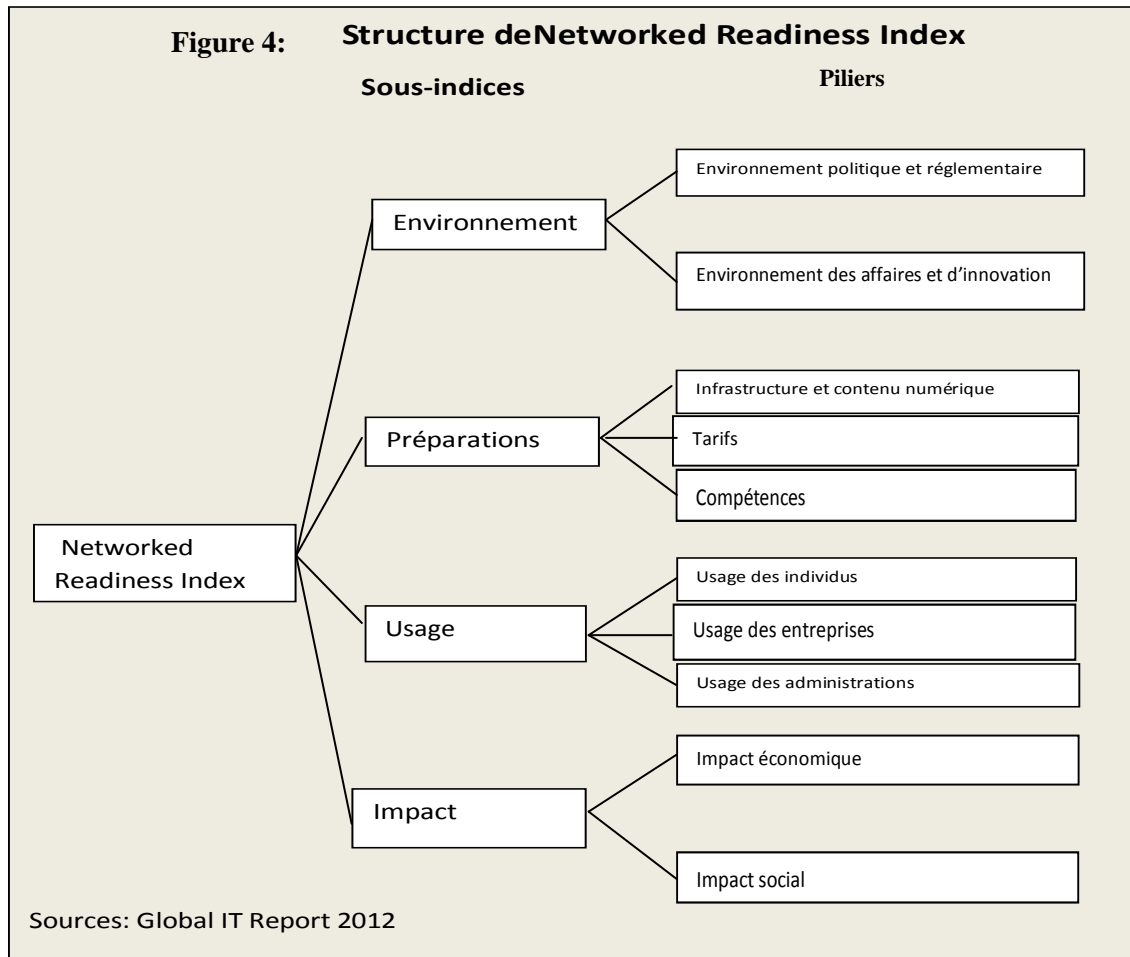 Figure 4: Structure deNetworked Readiness Index
Sous-indices
Piliers
Environnement
Environnement politique et réglementaire
Environnement des affaires et d’innovation
Préparations
Infrastructure et contenu numérique
Tarifs
Compétences
Networked
Readiness Index
Usage
Usage des individus
Usage des entreprises
Usage des administrations
Impact
Impact économique
Impact social
Sources: Global IT Report 2012